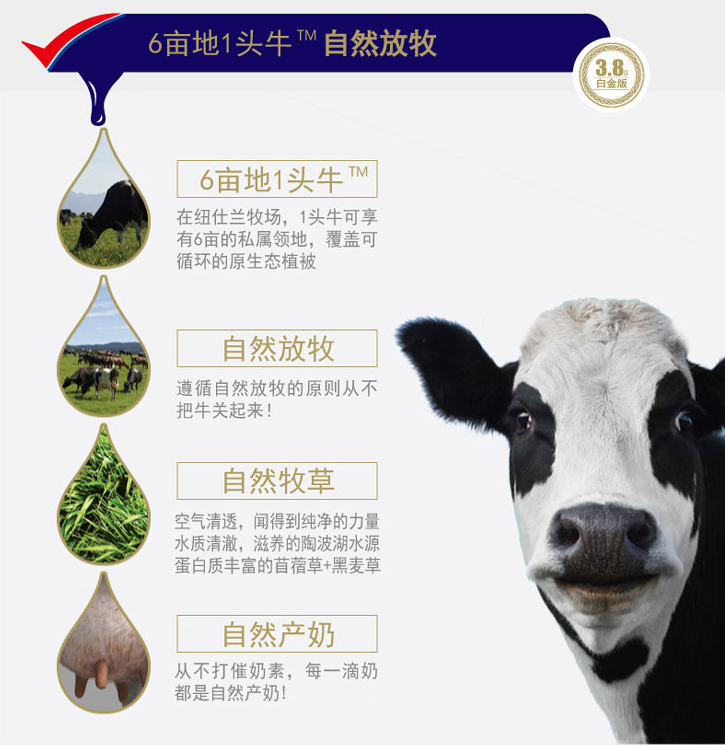 6亩地1头牛™自然放牧
3.8g
白金版
6亩地1头牛™
在纽仕兰牧场，1头牛可享
有6亩的私属领地，覆盖可
循环的原生态植被
自然放牧
遵循自然放牧的原则从不
把牛关起来！
自然牧草
空气清透，闻得到纯净的力量
水质清澈，滋养的陶波湖水源
蛋白质丰富的苜蓿草+黑麦草
自然产奶
从不打催奶素，每一滴奶
都是自然产奶！